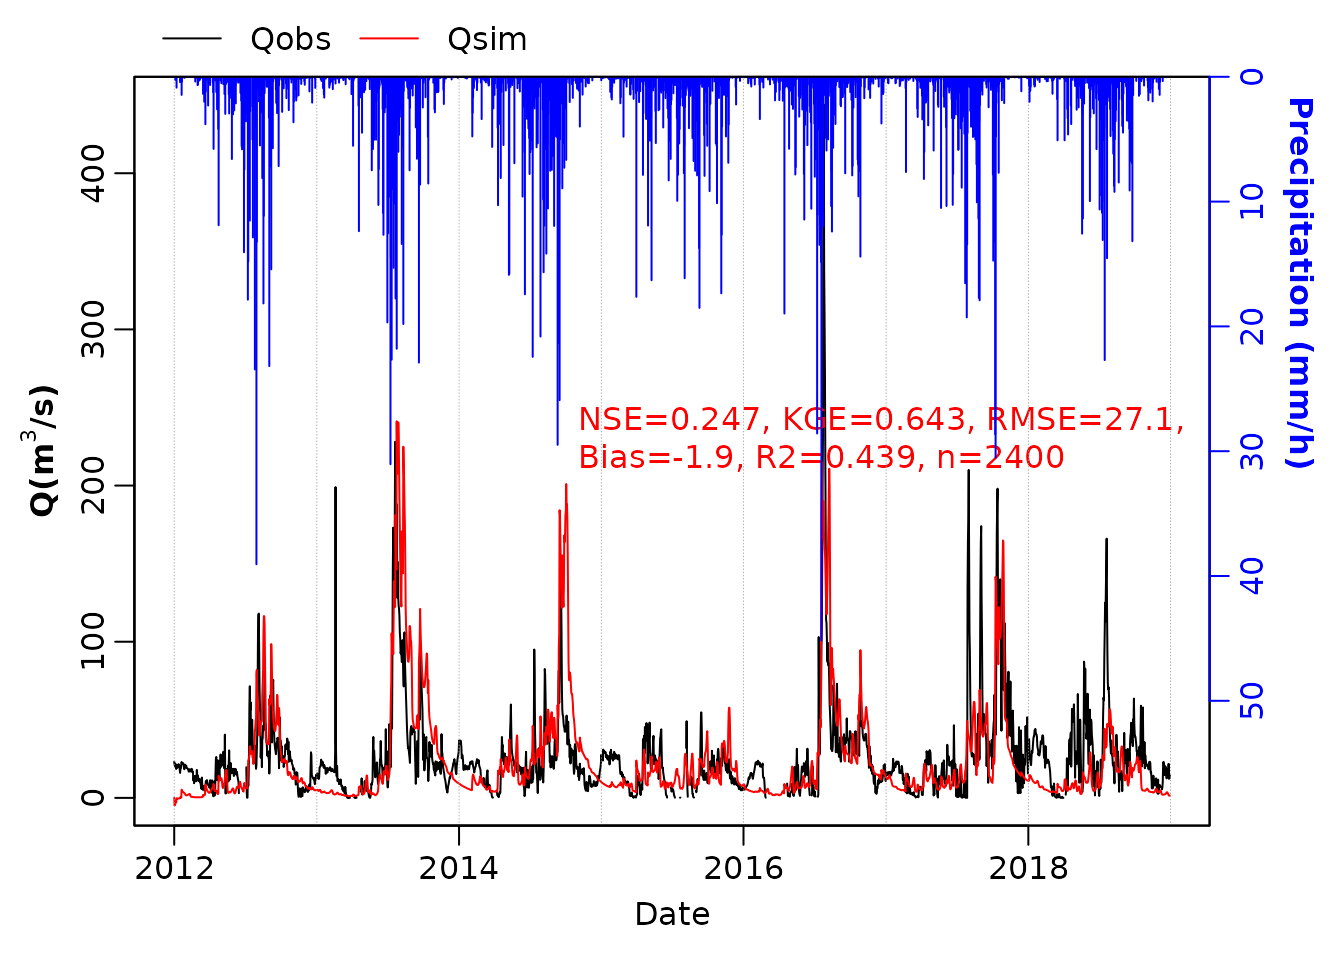 Qobs Qsim
400
300
200
100
0
Q(m³/s)
0
10
20
30
40
50
Precipitation (mm/h)
NSE=0.247, KGE=0.643, RMSE=27.1,
Bias=-1.9, R2=0.439, n=2400
2012 2014 2016 2018
Date